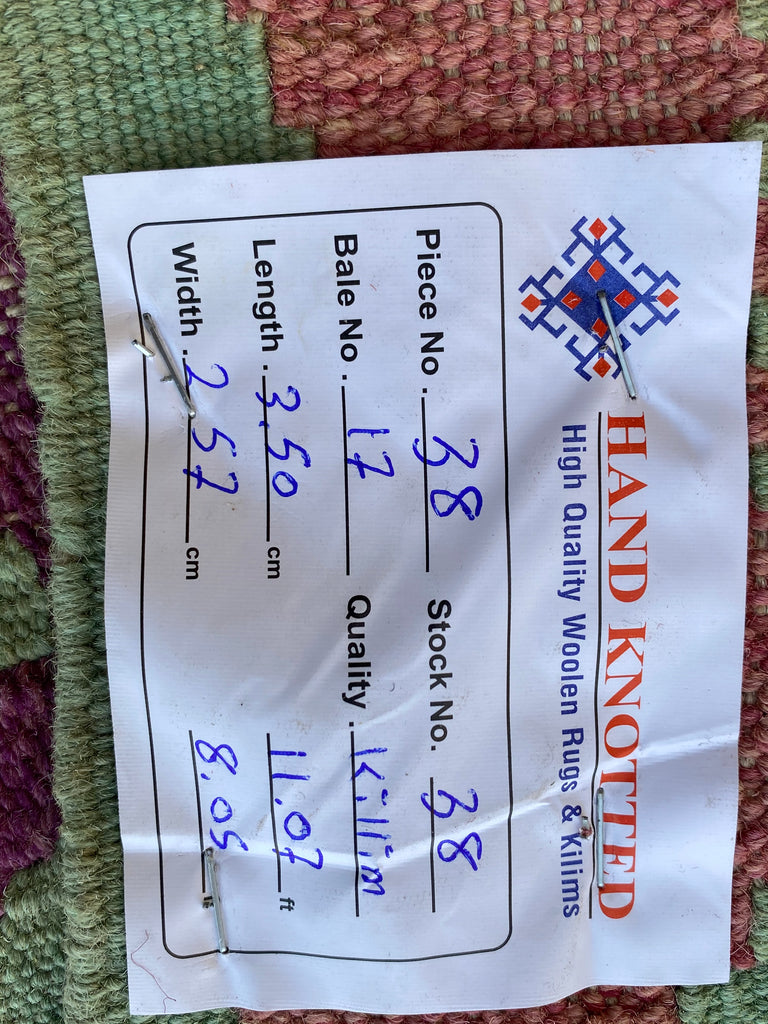 HAND KNOTTED
High Quality Woolen Rugs & Kilims
Piece No. 38 Stock No. 38
Bale No. 17 Quality. Killim
Length. 3.50 cm 11.07 ft
Width. 2.57 cm 8.05 ft